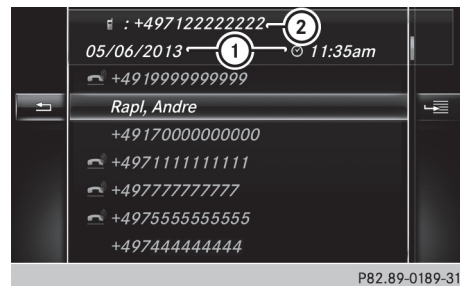 : +497122222222 2
05/06/2013 1 11:35am
+4919999999999
Rapl, Andre
+49170000000000
+4971111111111
+497777777777
+4975555555555
+497444444444
P82.89-0189-31